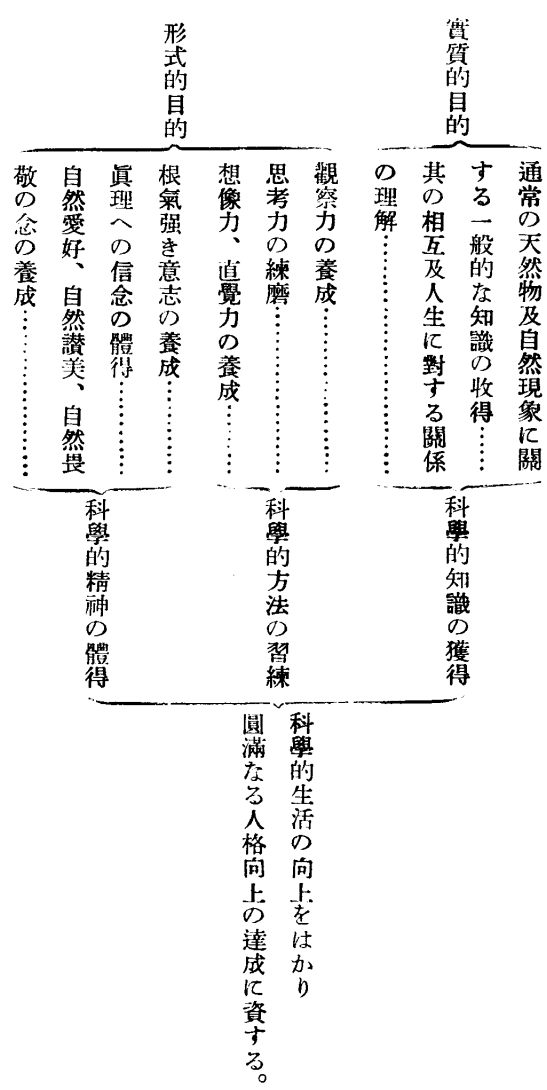 實質的目的
通常の天然物及自然現象に關
する一般的な知識の收得……
其の相互及人生に對する關係
の理解……………………
科學的知識の獲得
形式的目的
觀察力の養成……………
思考力の練磨……………
想像力、直覺力の養成………
科學的方法の習練
根氣强き意志の養成………
眞理への信念の體得………
自然愛好、自然讃美、自然畏
敬の念の養成……………
科學的精神の體得
科學的生活の向上をはかり
圓滿なる人格向上の達成に資する。